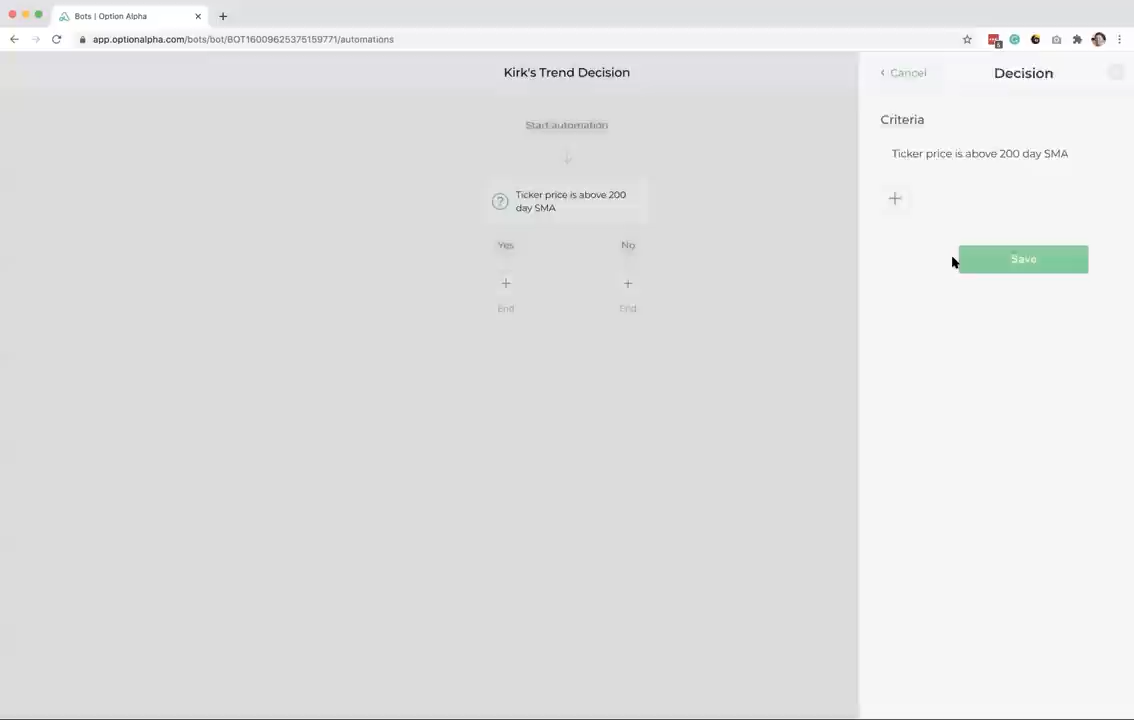 Bots | Option Alpha
app.optionalpha.com/bots/bot/BOT16009625375159771/automations
5
Kirk's Trend Decision
Start automation
Ticker price is above 200
day SMA
Yes
No
End
End
Cancel
Decision
Criteria
Ticker price is above 200 day SMA
Save